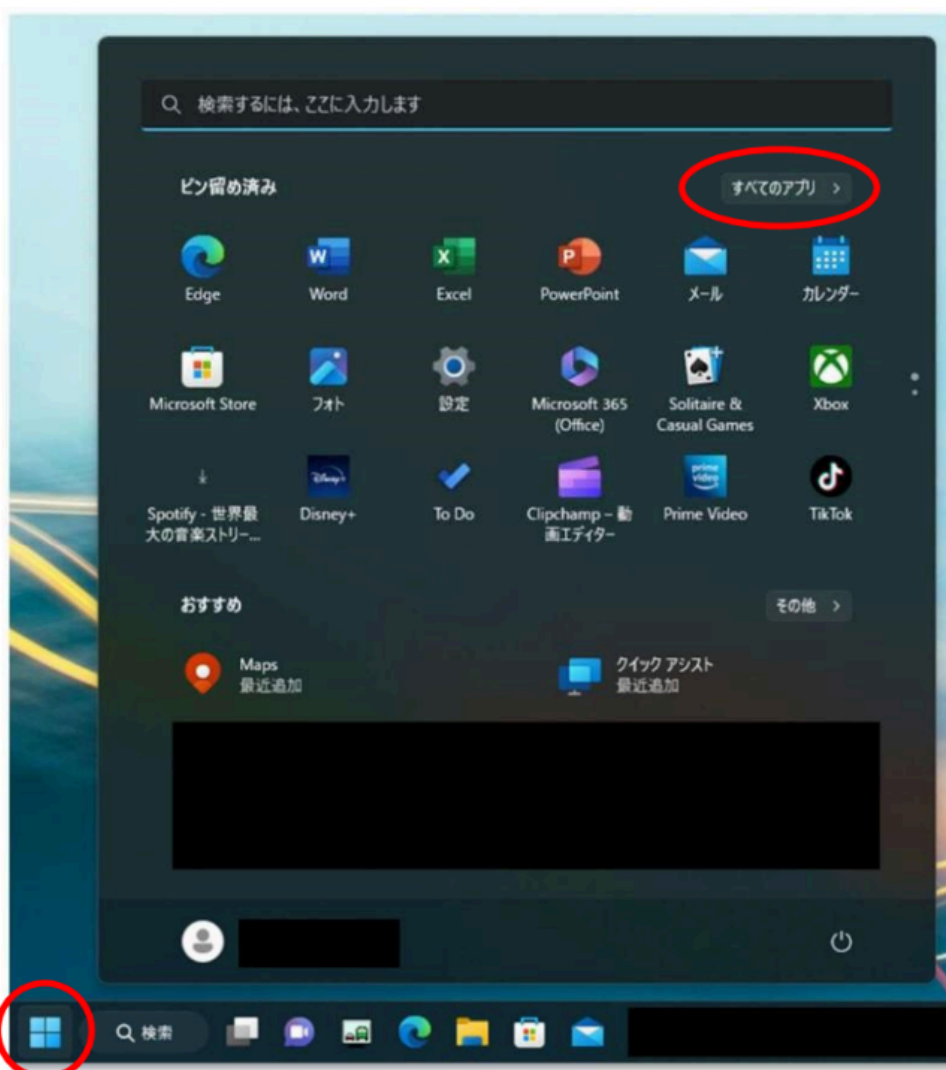 検索するには、ここに入力します
ピン留め済み
すべてのアプリ
Edge
Word
Excel
PowerPoint
メール
カレンダー
Microsoft Store
フォト
設定
Microsoft 365
(Office)
Solitaire &
Casual Games
Xbox
Spotify - 世界最
大の音楽ストリー...
Disney+
To Do
Clipchamp – 動
画エディター
prime
video
Prime Video
TikTok
おすすめ
その他
Maps
最近追加
クイック アシスト
最近追加
検索